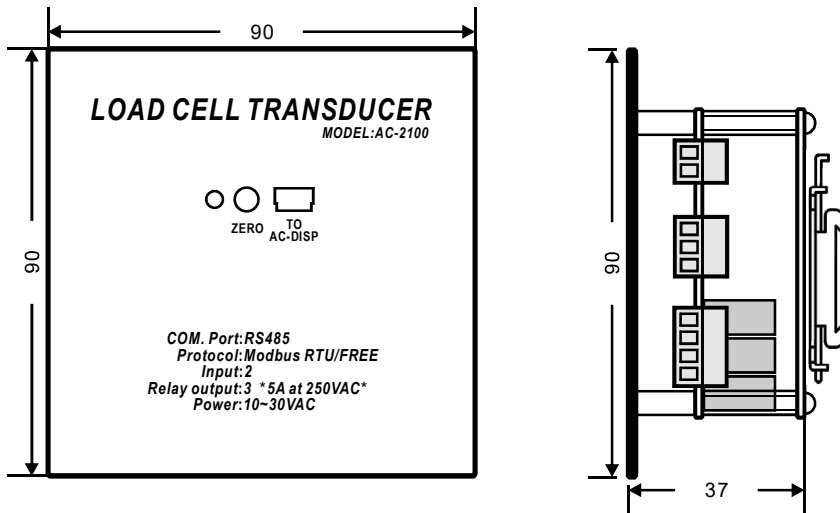 90
LOAD CELL TRANSDUCER
MODEL:AC-2100
ZERO
TO
AC-DISP
90
COM. Port:RS485
Protocol:Modbus RTU/FREE
Input:2
Relay output:3 *5A at 250VAC*
Power:10~30VAC
90
37